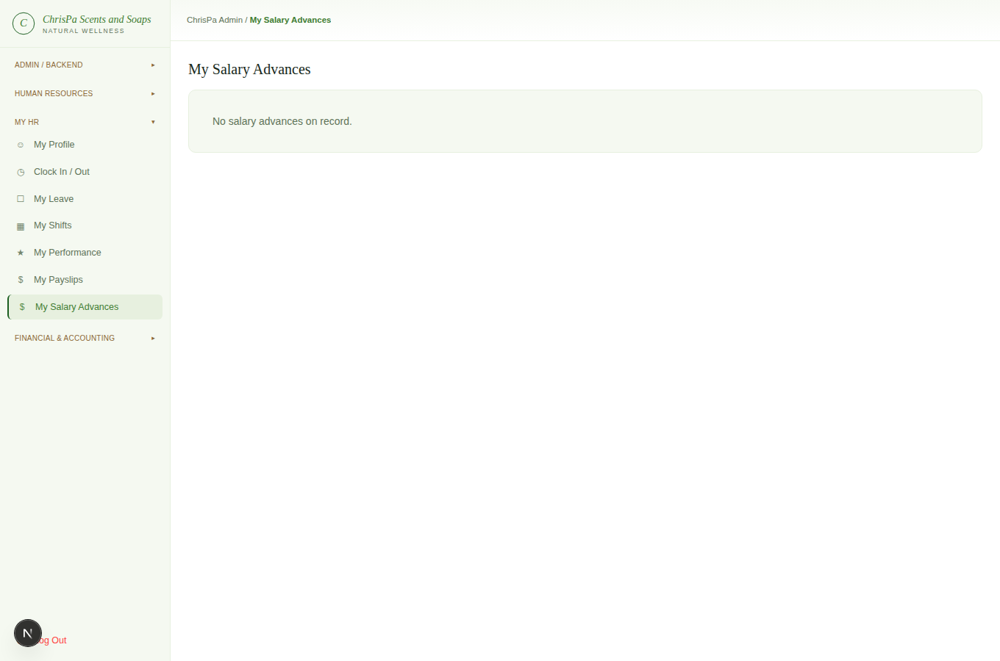 C
ChrisPa Scents and Soaps
NATURAL WELLNESS
ChrisPa Admin / My Salary Advances
ADMIN / BACKEND
HUMAN RESOURCES
MY HR
My Profile
Clock In / Out
My Leave
My Shifts
My Performance
$ My Payslips
$ My Salary Advances
FINANCIAL & ACCOUNTING
N
Out
My Salary Advances
No salary advances on record.